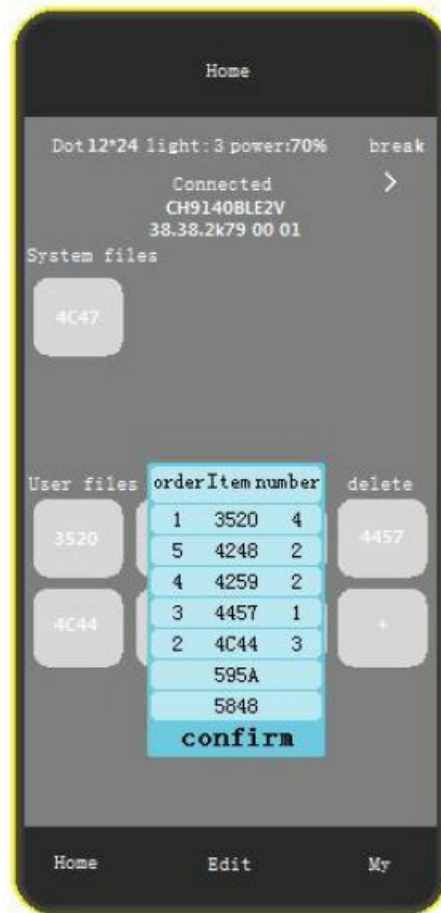 Home
Dot12*24 light:3 power:70% break
Connected >
CH9140BLE2V
38.38.2k79 00 01
System files
4C47
User files delete
order Item number
3520 1 3520 4 4457
5 4248 2
4 4259 2
4C44 3 4457 1 +
2 4C44 3
595A
5848
confirm
Home Edit My